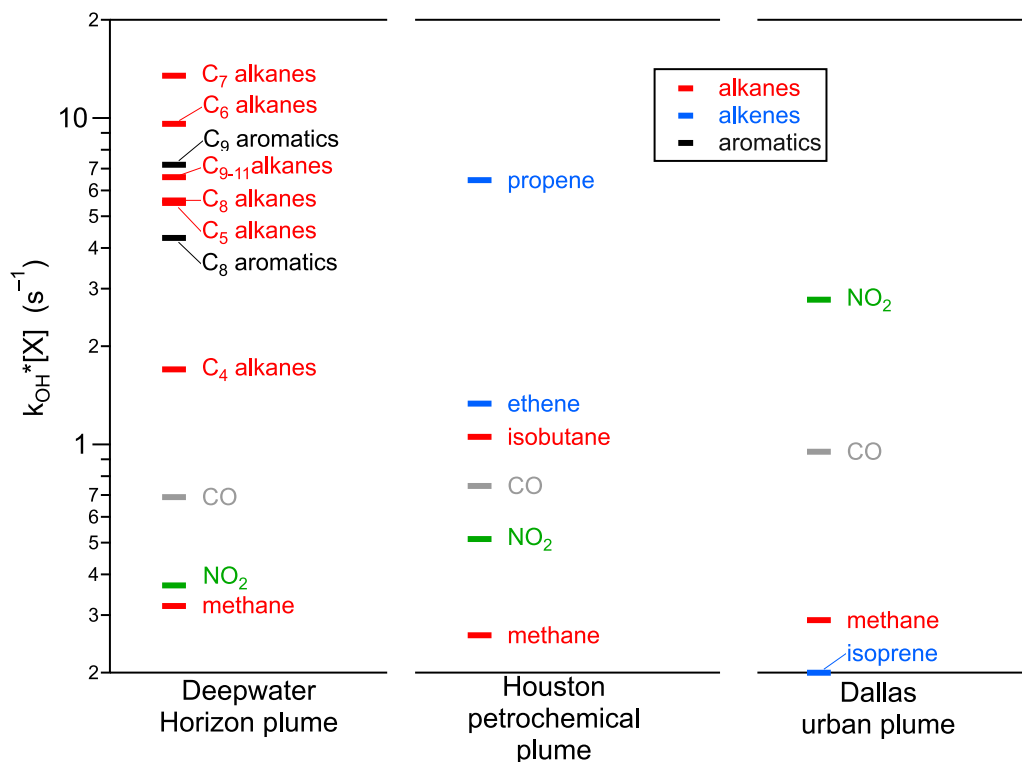 k_OH*[X] (s⁻¹)
2
10
7
6
5
4
3
2
1
7
6
5
4
3
2
C₇ alkanes
C₆ alkanes
C₉ aromatics
C₉₋₁₁alkanes
C₈ alkanes
C₅ alkanes
C₈ aromatics
C₄ alkanes
CO
NO₂
methane
Deepwater
Horizon plume
propene
ethene
isobutane
CO
NO₂
methane
Houston
petrochemical
plume
alkanes
alkenes
aromatics
NO₂
CO
methane
isoprene
Dallas
urban plume